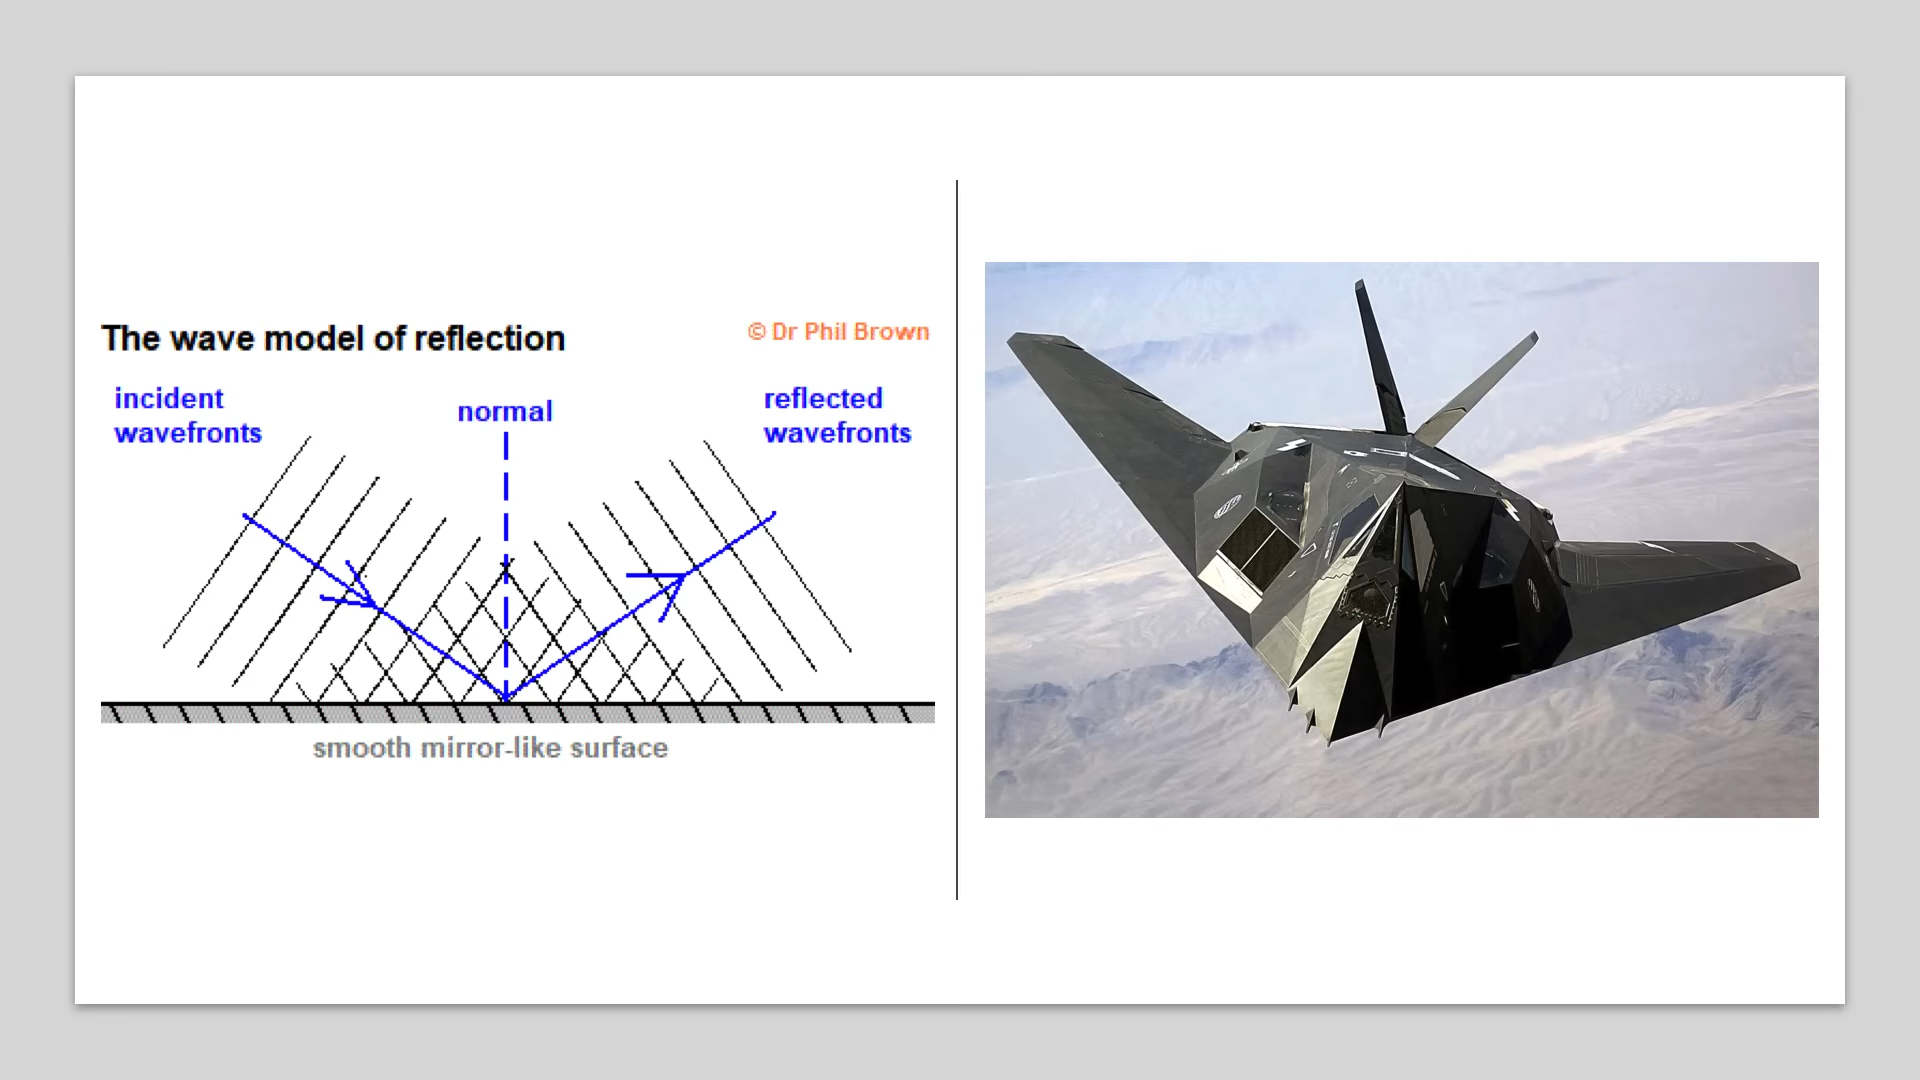 The wave model of reflection
© Dr Phil Brown
incident
wavefronts
normal
reflected
wavefronts
smooth mirror-like surface